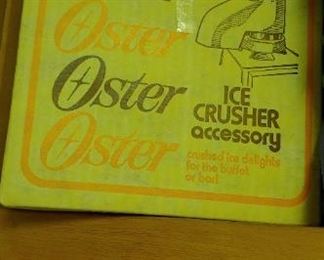 Oster
Oster
Oster
ICE
CRUSHER
accessory
crushed ice delights
for the buffet
or bar!